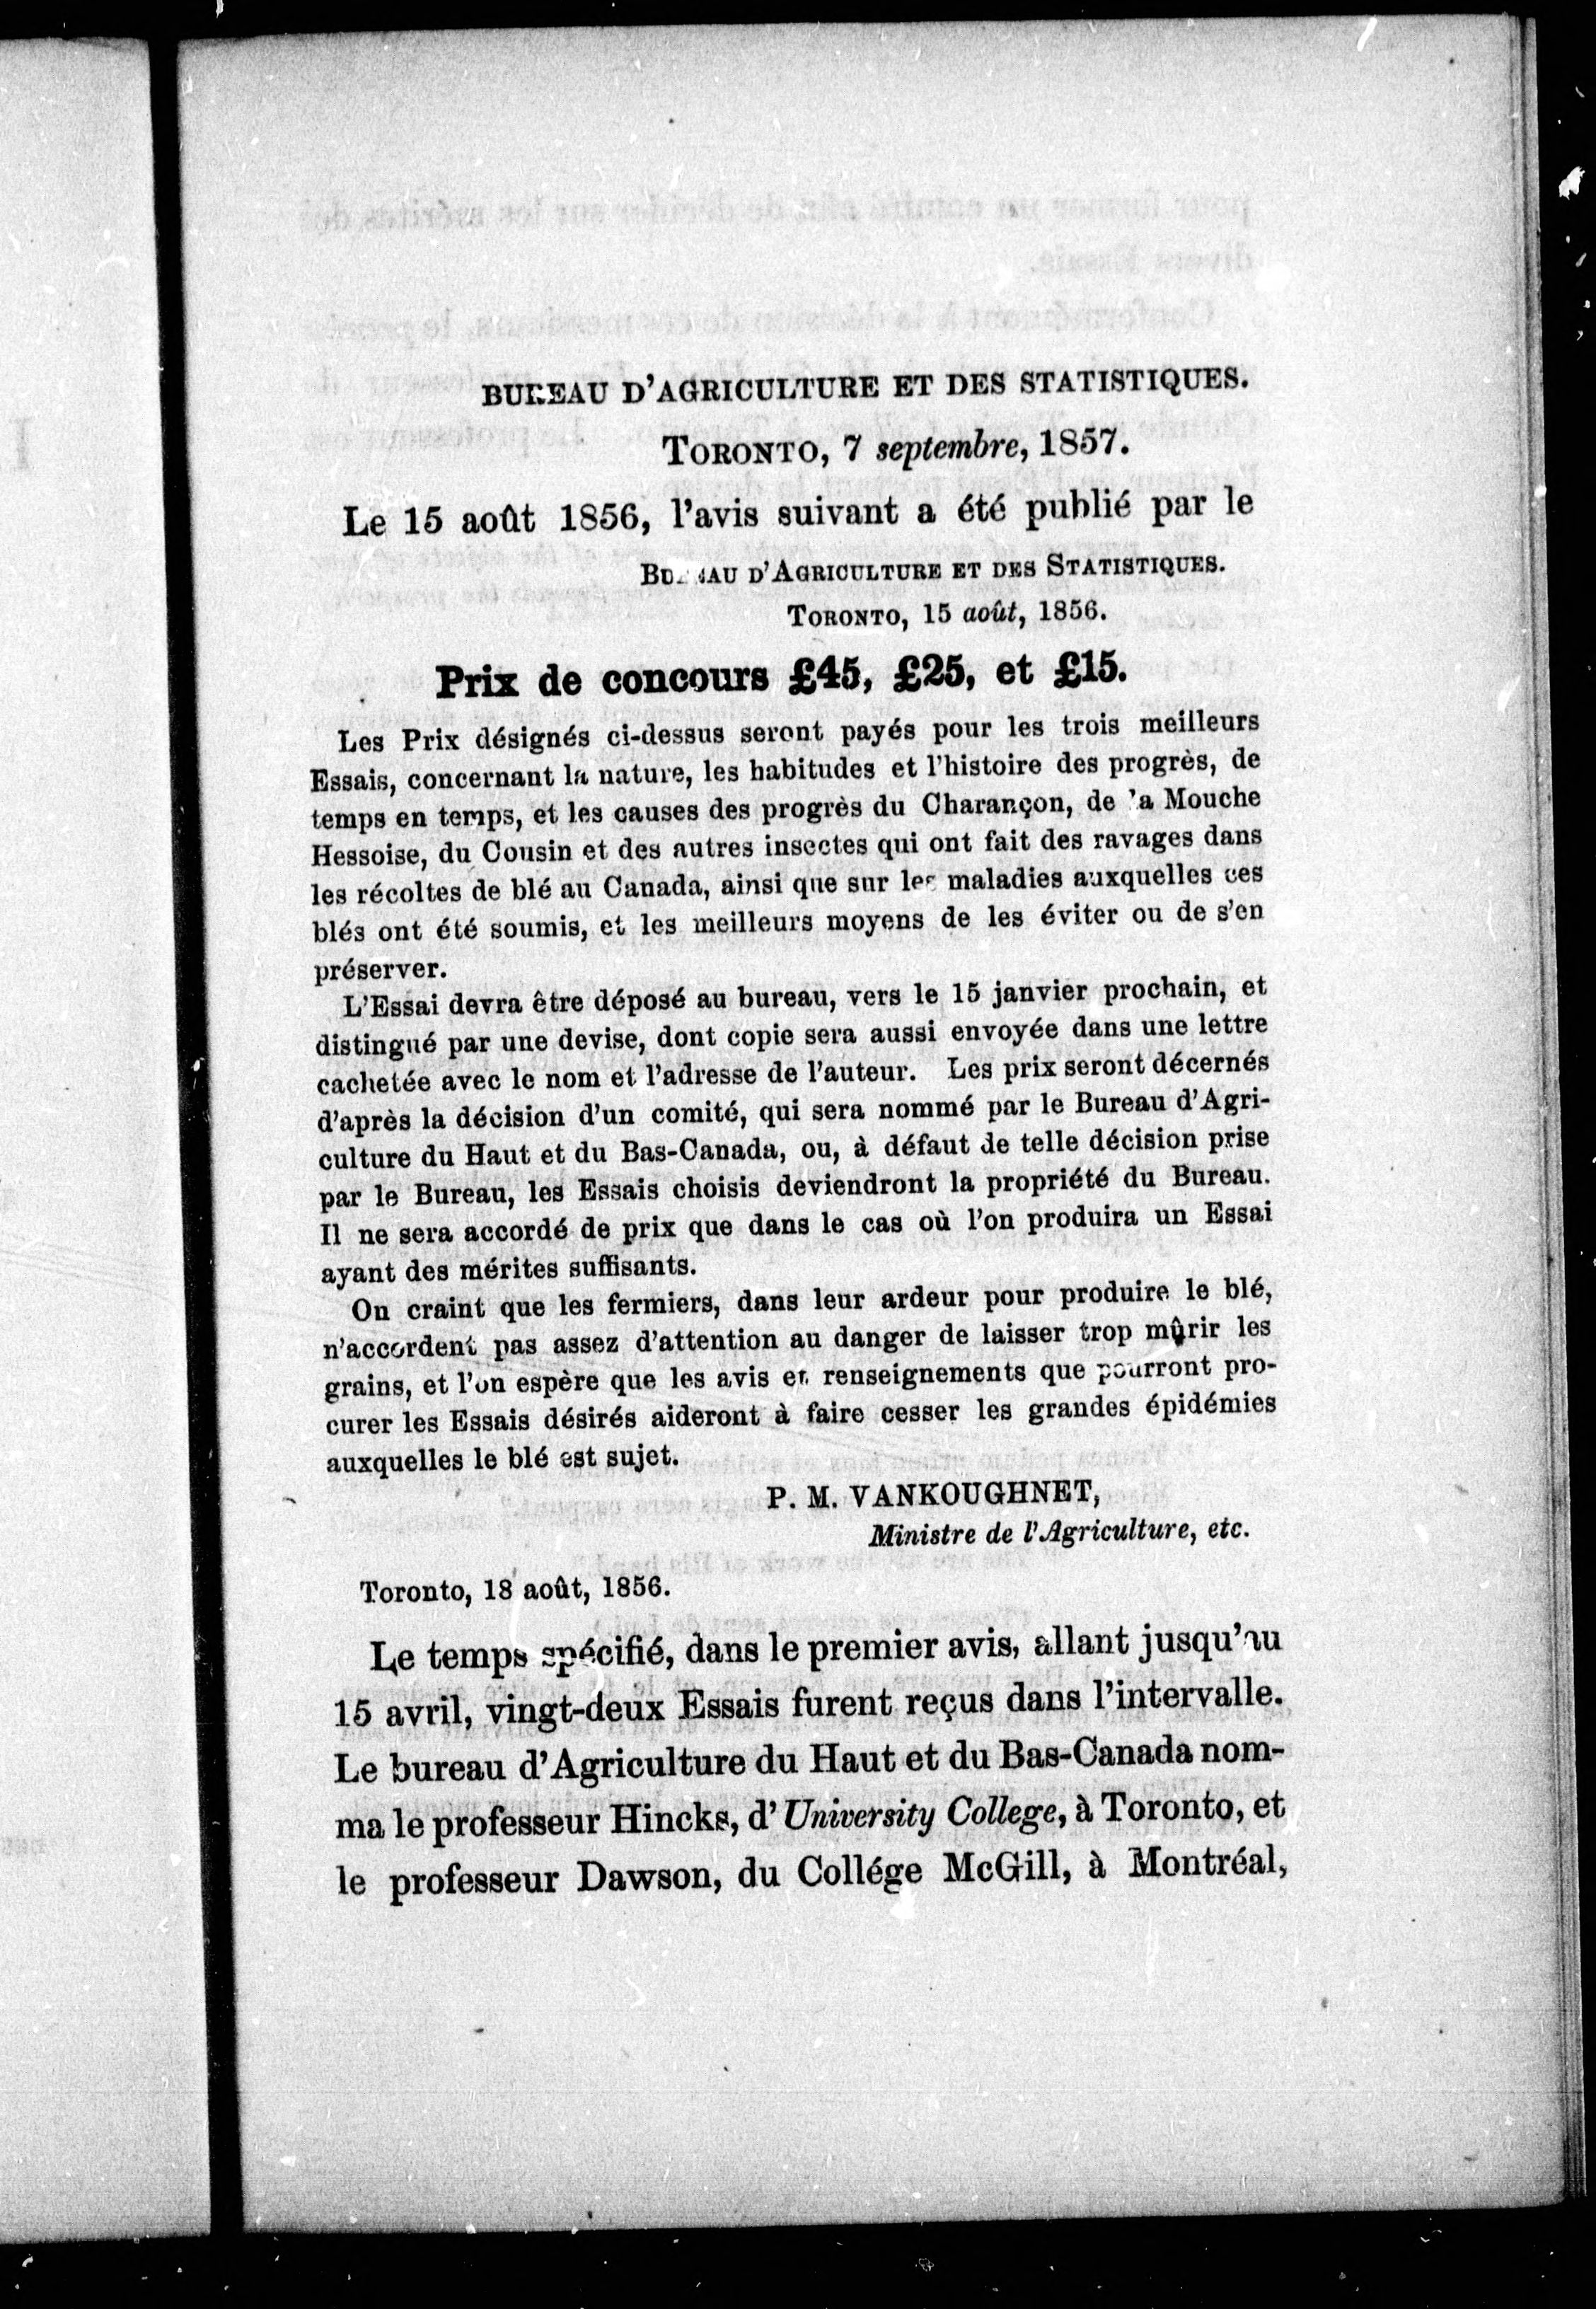 BUREAU D'AGRICULTURE ET DES STATISTIQUES.
TORONTO, 7 septembre, 1857.
Le 15 août 1856, l'avis suivant a été publié par le
BUREAU D'AGRICULTURE ET DES STATISTIQUES.
TORONTO, 15 août, 1856.
Prix de concours £45, £25, et £15.
Les Prix désignés ci-dessus seront payés pour les trois meilleurs
Essais, concernant la nature, les habitudes et l'histoire des progrès, de
temps en temps, et les causes des progrès du Charançon, de 'a Mouche
Hessoise, du Cousin et des autres insectes qui ont fait des ravages dans
les récoltes de blé au Canada, ainsi que sur les maladies auxquelles ces
blés ont été soumis, et les meilleurs moyens de les éviter ou de s'en
préserver.
L'Essai devra être déposé au bureau, vers le 15 janvier prochain, et
distingué par une devise, dont copie sera aussi envoyée dans une lettre
cachetée avec le nom et l'adresse de l'auteur. Les prix seront décernés
d'après la décision d'un comité, qui sera nommé par le Bureau d'Agri-
culture du Haut et du Bas-Canada, ou, à défaut de telle décision prise
par le Bureau, les Essais choisis deviendront la propriété du Bureau.
Il ne sera accordé de prix que dans le cas où l'on produira un Essai
ayant des mérites suffisants.
On craint que les fermiers, dans leur ardeur pour produire le blé,
n'accordent pas assez d'attention au danger de laisser trop mûrir les
grains, et l'on espère que les avis et renseignements que pourront pro-
curer les Essais désirés aideront à faire cesser les grandes épidémies
auxquelles le blé est sujet.
P. M. VANKOUGHNET,
Ministre de l'Agriculture, etc.
Toronto, 18 août, 1856.
Le temps spécifié, dans le premier avis, allant jusqu'au
15 avril, vingt-deux Essais furent reçus dans l'intervalle.
Le bureau d'Agriculture du Haut et du Bas-Canada nom-
ma le professeur Hincks, d'University College, à Toronto, et
le professeur Dawson, du Collége McGill, à Montréal,